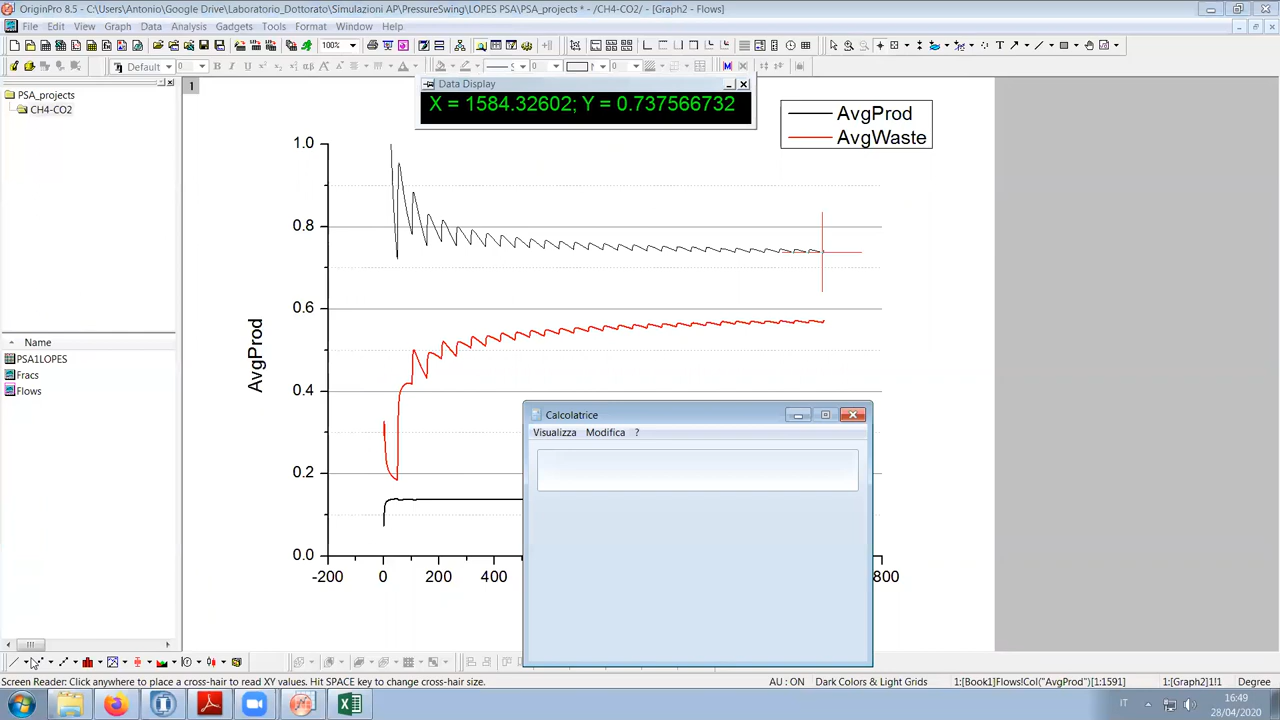 OriginPro 8.5 - C:\Users\Antonio\Google Drive\Laboratorio_Dottorato\Simulazioni AP\PressureSwing\LOPES PSA\PSA_projects * - /CH4-CO2/ - [Graph2 - Flows]
File Edit View Graph Data Analysis Gadgets Tools Format Window Help
100%
Default 0 B I U
S 0 0 M
PSA_projects
CH4-CO2
1
Data Display
X = 1584.32602; Y = 0.737566732
AvgProd
AvgWaste
1.0
0.8
0.6
0.4
0.2
0.0
AvgProd
-200 0 200 400 800
Name
PSA1LOPES
Fracs
Flows
Calcolatrice
Visualizza Modifica ?
Screen Reader: Click anywhere to place a cross-hair to read XY values. Hit SPACE key to change cross-hair size.
AU : ON Dark Colors & Light Grids 1:[Book1]Flows!Col("AvgProd")[1:1591] 1:[Graph2]1!1 Degree
IT 16:49
28/04/2020